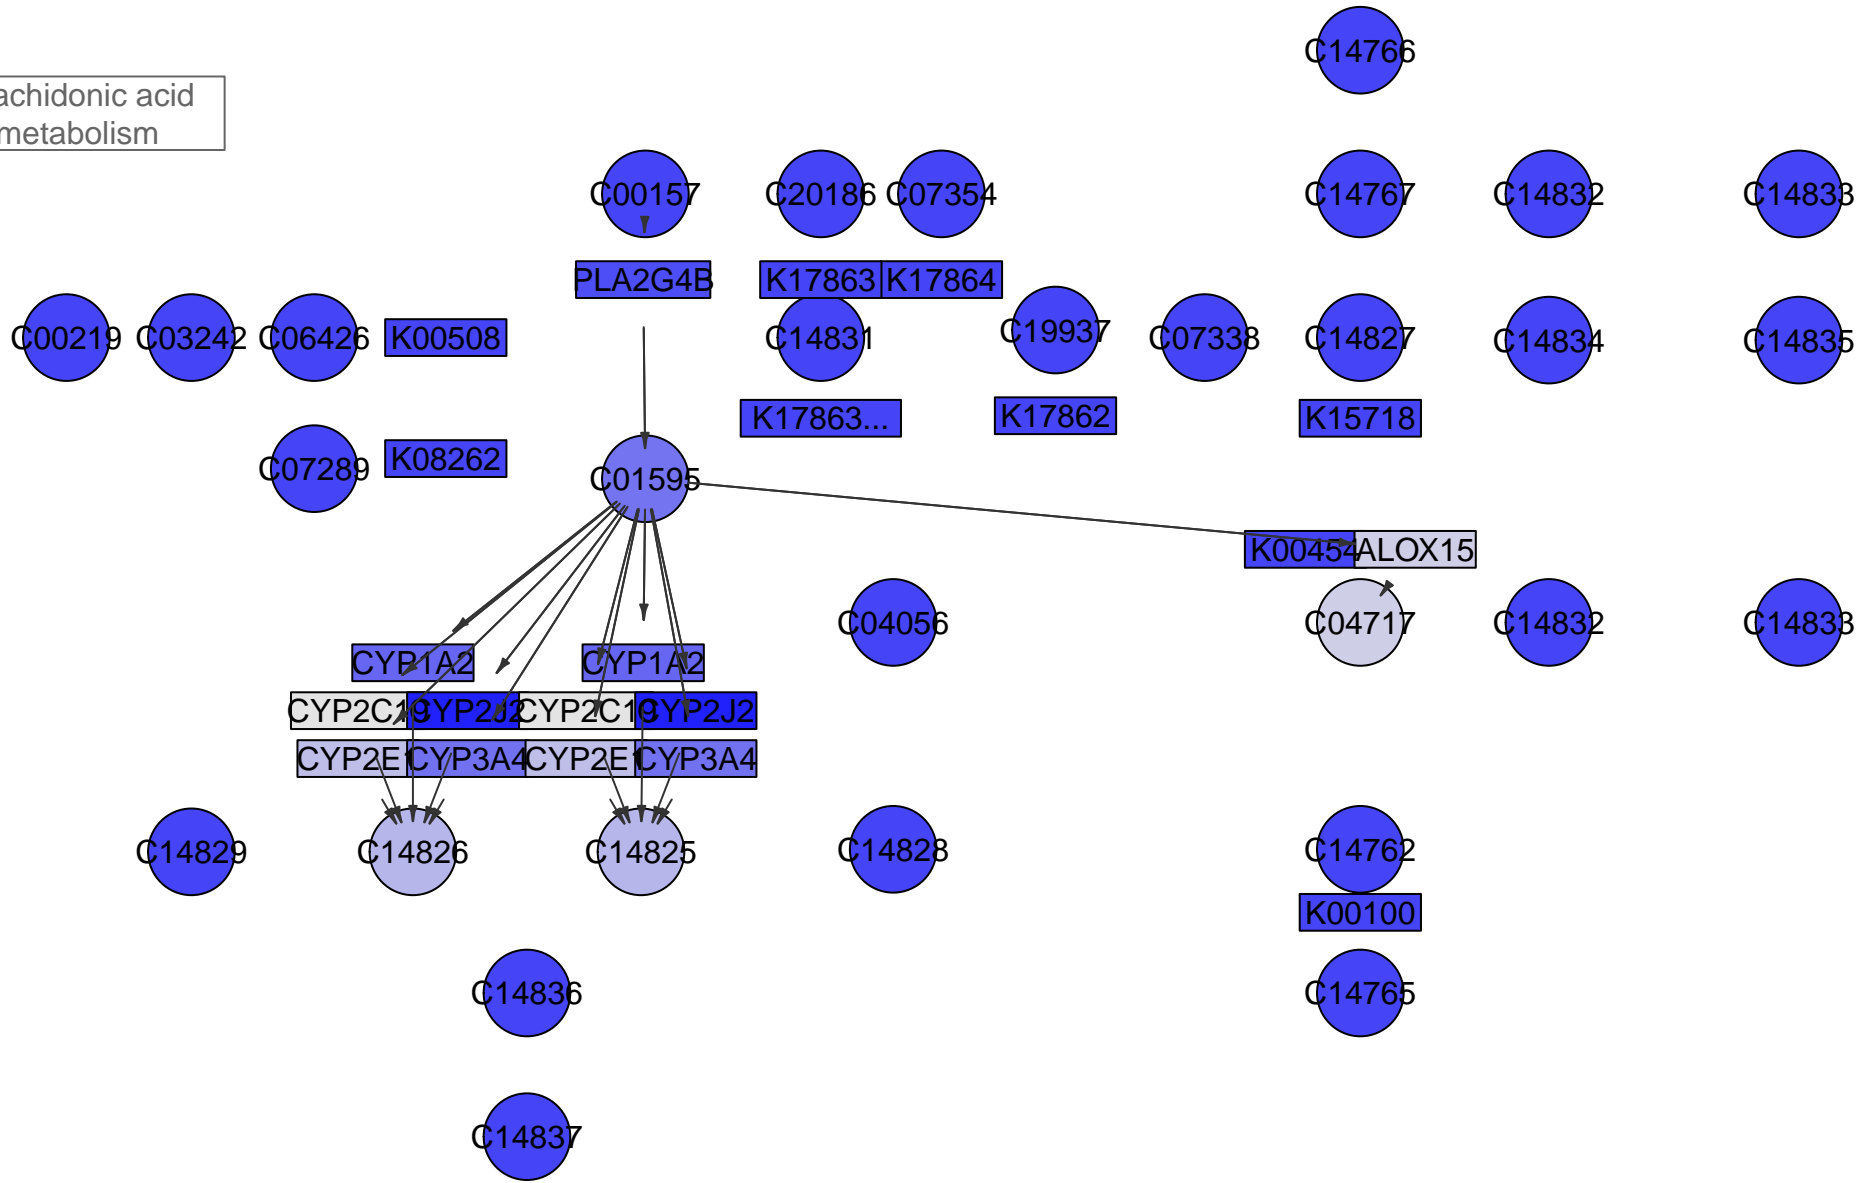 C14766
achidonic acid
metabolism
C00157
C20186
C07354
C14767
C14832
C14833
PLA2G4B
K17863
K17864
C00219
C03242
C06426
K00508
C14831
C19937
C07338
C14827
C14834
C14835
K17863...
K17862
K15718
C07289
K08262
C01595
K00454
ALOX15
C04056
C04717
C14832
C14833
CYP1A2
CYP1A2
CYP2C19
CYP2J2
CYP2C19
CYP2J2
CYP2E1
CYP3A4
CYP2E1
CYP3A4
C14829
C14826
C14825
C14828
C14762
K00100
C14836
C14765
C14837